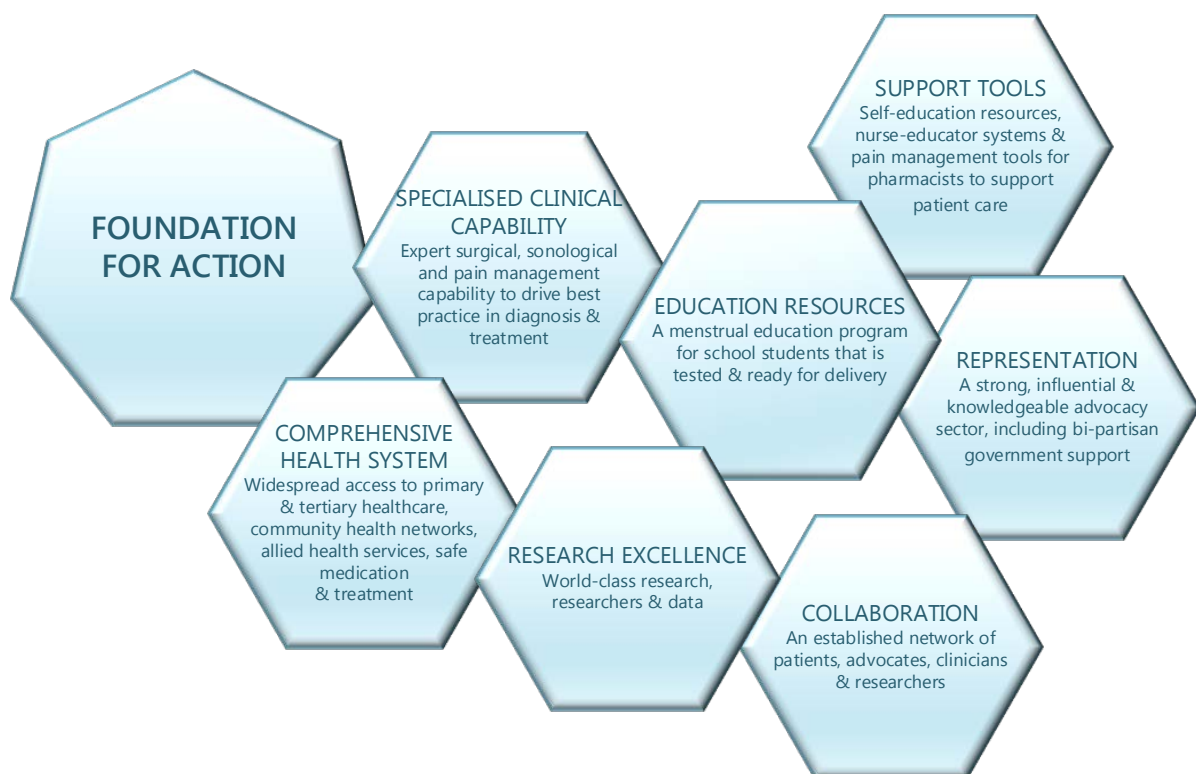 FOUNDATION
FOR ACTION
SPECIALISED CLINICAL
CAPABILITY
Expert surgical, sonological
and pain management
capability to drive best
practice in diagnosis &
treatment
SUPPORT TOOLS
Self-education resources,
nurse-educator systems &
pain management tools for
pharmacists to support
patient care
EDUCATION RESOURCES
A menstrual education program
for school students that is
tested & ready for delivery
REPRESENTATION
A strong, influential &
knowledgeable advocacy
sector, including bi-partisan
government support
COMPREHENSIVE
HEALTH SYSTEM
Widespread access to primary
& tertiary healthcare,
community health networks,
allied health services, safe
medication
& treatment
RESEARCH EXCELLENCE
World-class research,
researchers & data
COLLABORATION
An established network of
patients, advocates, clinicians
& researchers